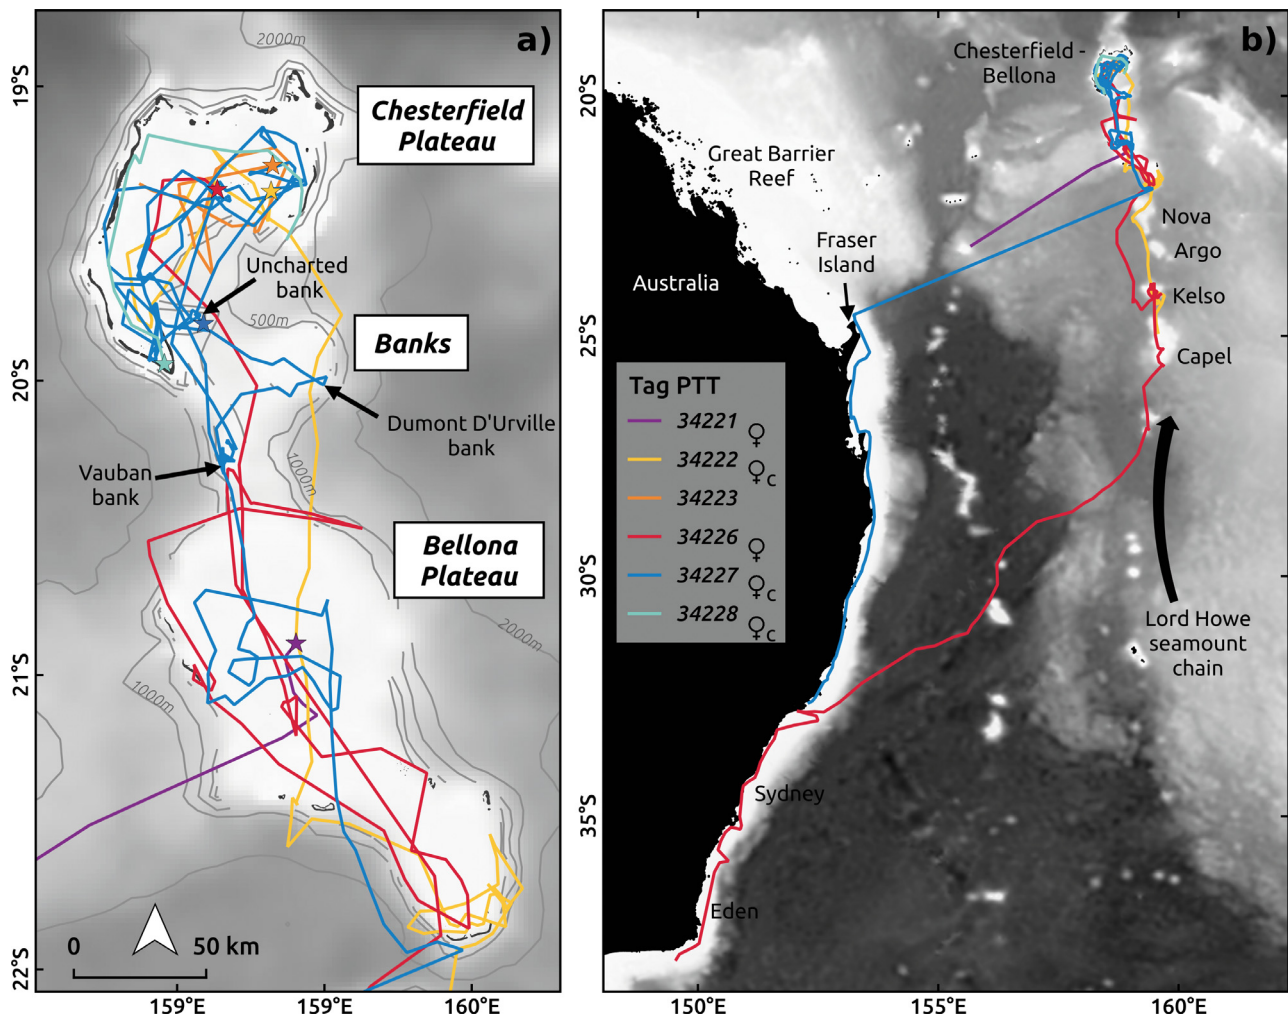 a)
2000m
19°S
Chesterfield
Plateau
Uncharted
bank
500m
Banks
20°S
Dumont D'Urville
bank
Vauban
bank
1000m
Bellona
Plateau
2000m
21°S
1000m
0 50 km
22°S
159°E 159°E 160°E
b)
Chesterfield -
Bellona
20°S
Great Barrier
Reef
Nova
Fraser
Island
Argo
Australia
Kelso
25°S
Capel
Tag PTT
34221 ♀
34222 ♀c
34223
34226 ♀
34227 ♀c
34228 ♀c
30°S
Lord Howe
seamount
chain
Sydney
35°S
Eden
150°E 155°E 160°E